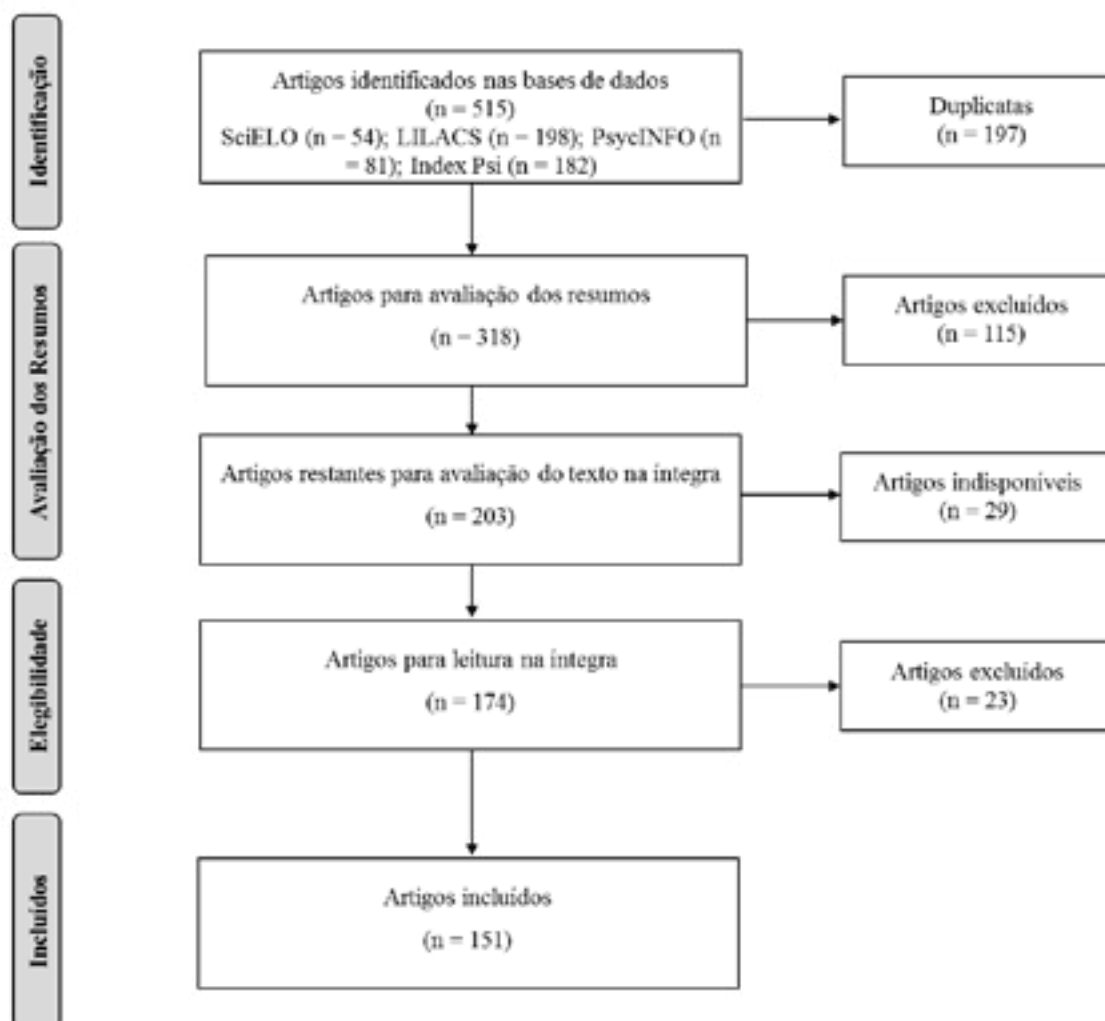 Identificação
Artigos identificados nas bases de dados
(n = 515)
SciELO (n = 54); LILACS (n = 198); PsycINFO (n
= 81); Index Psi (n = 182)
Duplicatas
(n = 197)
Avaliação dos Resumos
Artigos para avaliação dos resumos
(n = 318)
Artigos excluídos
(n = 115)
Artigos restantes para avaliação do texto na íntegra
(n = 203)
Artigos indisponíveis
(n = 29)
Elegibilidade
Artigos para leitura na íntegra
(n = 174)
Artigos excluídos
(n = 23)
Incluídos
Artigos incluídos
(n = 151)